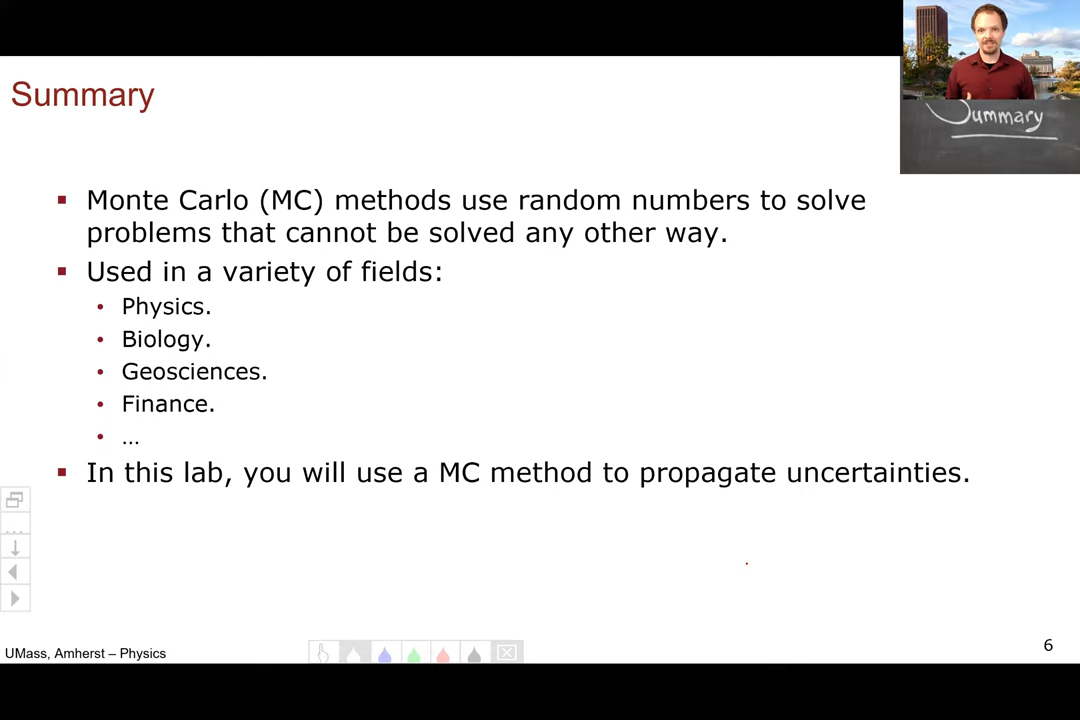 Summary
Summary
▪ Monte Carlo (MC) methods use random numbers to solve
problems that cannot be solved any other way.
▪ Used in a variety of fields:
• Physics.
• Biology.
• Geosciences.
• Finance.
• …
▪ In this lab, you will use a MC method to propagate uncertainties.
UMass, Amherst – Physics
6